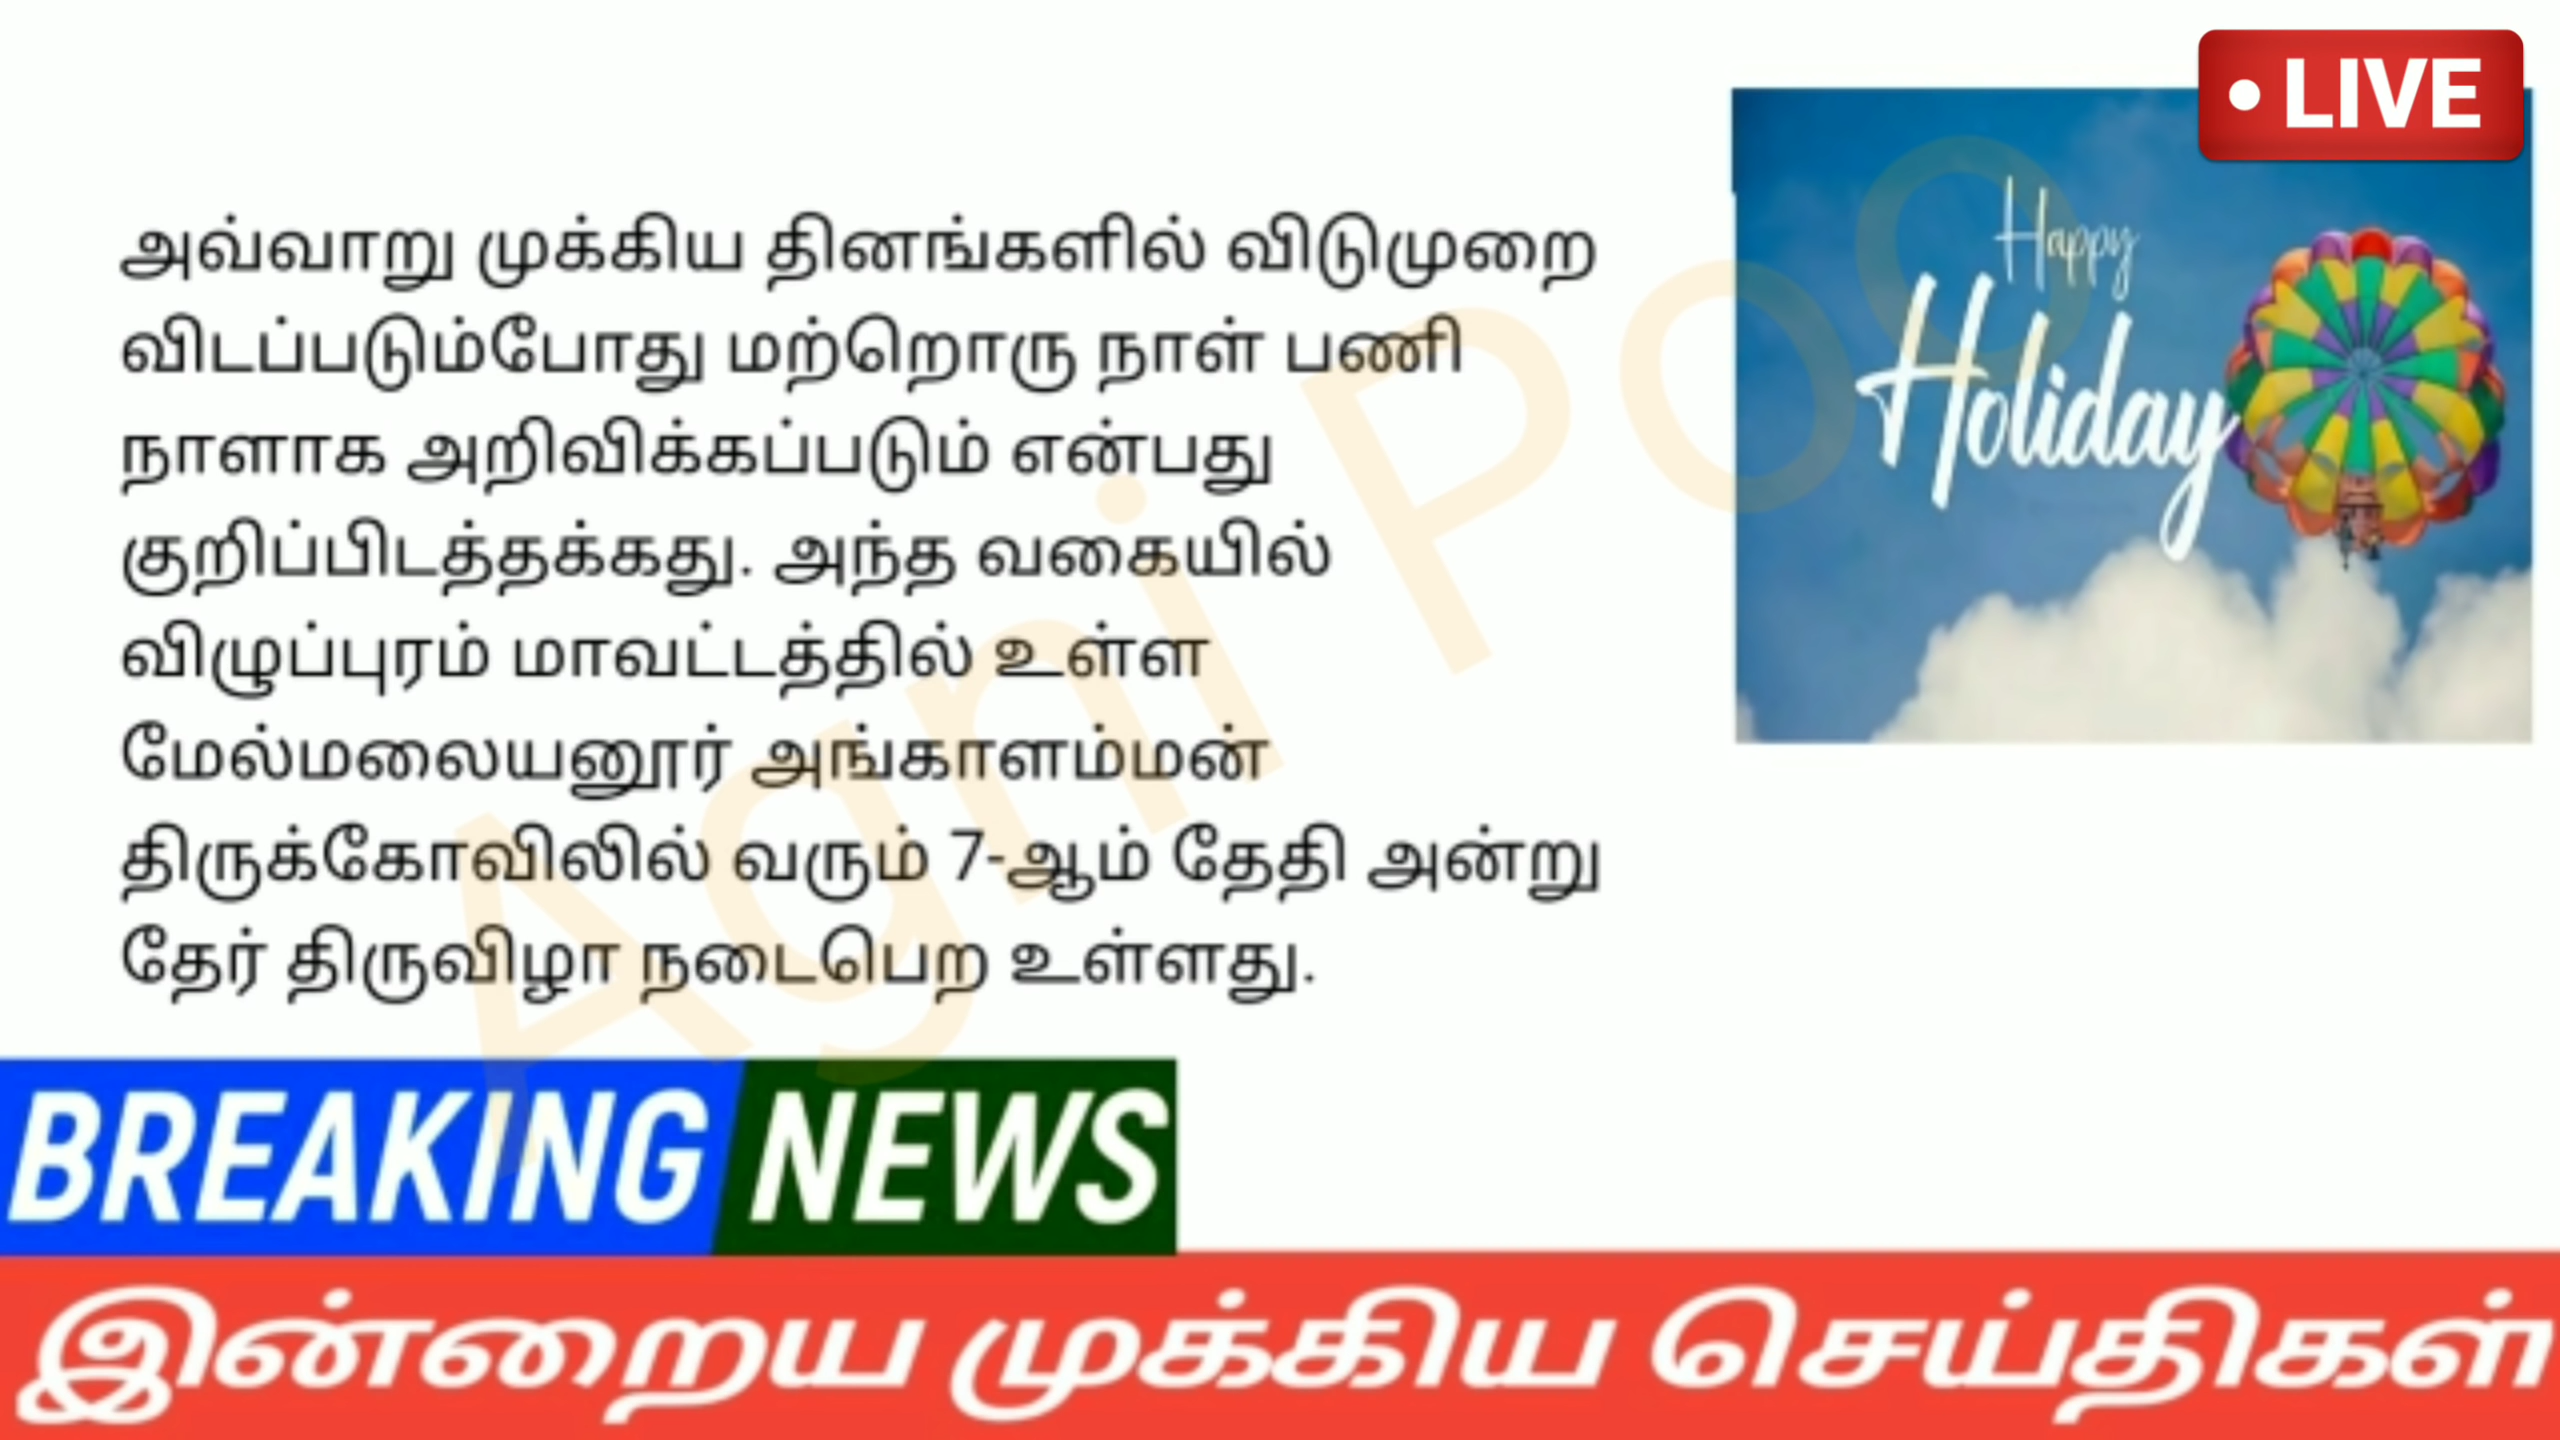 • LIVE
Happy
Holiday
அவ்வாறு முக்கிய தினங்களில் விடுமுறை
விடப்படும்போது மற்றொரு நாள் பணி
நாளாக அறிவிக்கப்படும் என்பது
குறிப்பிடத்தக்கது. அந்த வகையில்
விழுப்புரம் மாவட்டத்தில் உள்ள
மேல்மலையனூர் அங்காளம்மன்
திருக்கோவிலில் வரும் 7-ஆம் தேதி அன்று
தேர் திருவிழா நடைபெற உள்ளது.
Agni Poo
BREAKING NEWS
இன்றைய முக்கிய செய்திகள்